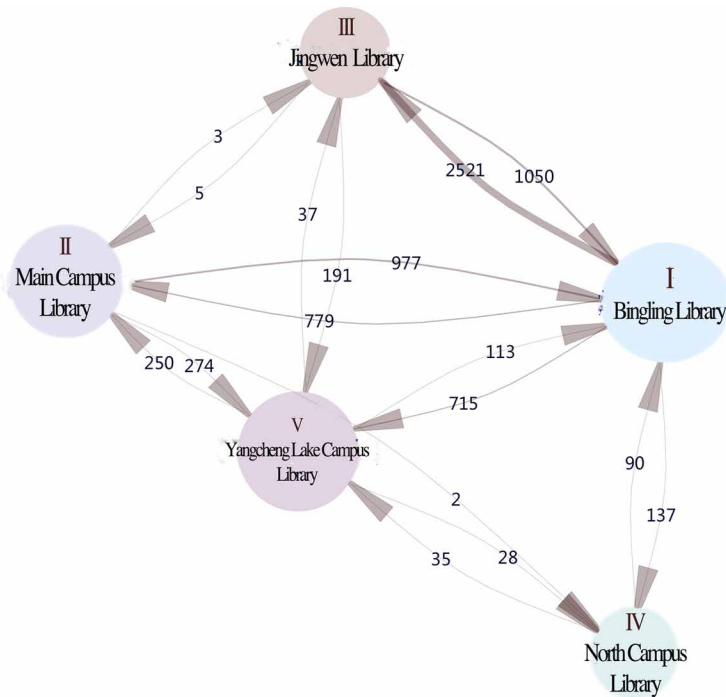 III
Jingwen Library
3
2521
1050
5
37
II
Main Campus
Library
977
191
I
Bingling Library
779
113
250
274
715
V
Yangcheng Lake Campus
Library
90
2
137
35
28
IV
North Campus
Library